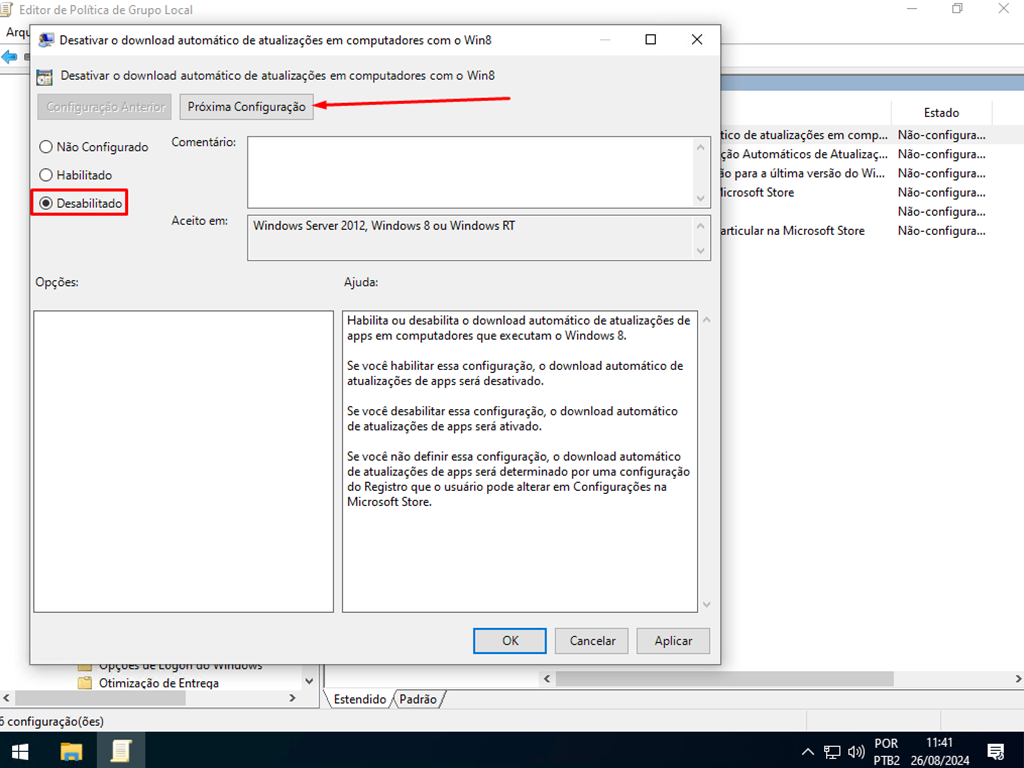 Editor de Política de Grupo Local
Arqu
Desativar o download automático de atualizações em computadores com o Win8
Desativar o download automático de atualizações em computadores com o Win8
Configuração Anterior
Próxima Configuração
Não Configurado
Habilitado
Desabilitado
Comentário:
Aceito em:
Windows Server 2012, Windows 8 ou Windows RT
Opções:
Ajuda:
Habilita ou desabilita o download automático de atualizações de
apps em computadores que executam o Windows 8.
Se você habilitar essa configuração, o download automático de
atualizações de apps será desativado.
Se você desabilitar essa configuração, o download automático
de atualizações de apps será ativado.
Se você não definir essa configuração, o download automático
de atualizações de apps será determinado por uma configuração
do Registro que o usuário pode alterar em Configurações na
Microsoft Store.
OK
Cancelar
Aplicar
Estado
tico de atualizações em comp... Não-configura...
ção Automáticos de Atualizaç... Não-configura...
ão para a última versão do Wi... Não-configura...
Microsoft Store Não-configura...
Não-configura...
articular na Microsoft Store Não-configura...
Opções de Logon do Windows
Otimização de Entrega
Estendido
Padrão
6 configuração(ões)
POR
PTB2
11:41
26/08/2024